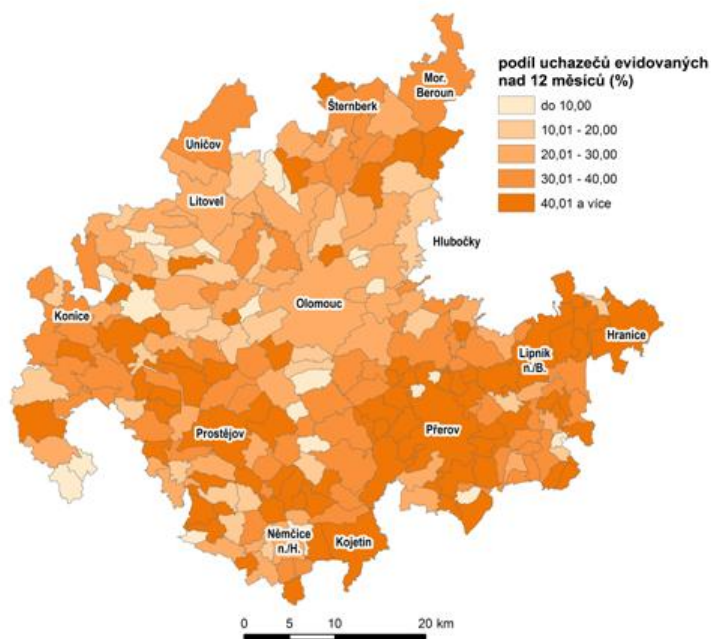 podíl uchazečů evidovaných
nad 12 měsíců (%)
do 10,00
10,01 - 20,00
20,01 - 30,00
30,01 - 40,00
40,01 a více
Mor.
Beroun
Šternberk
Uničov
Litovel
Hlubočky
Olomouc
Konice
Hranice
Lipník
n./B.
Přerov
Prostějov
Němčice
n./H.
Kojetín
0 5 10 20 km